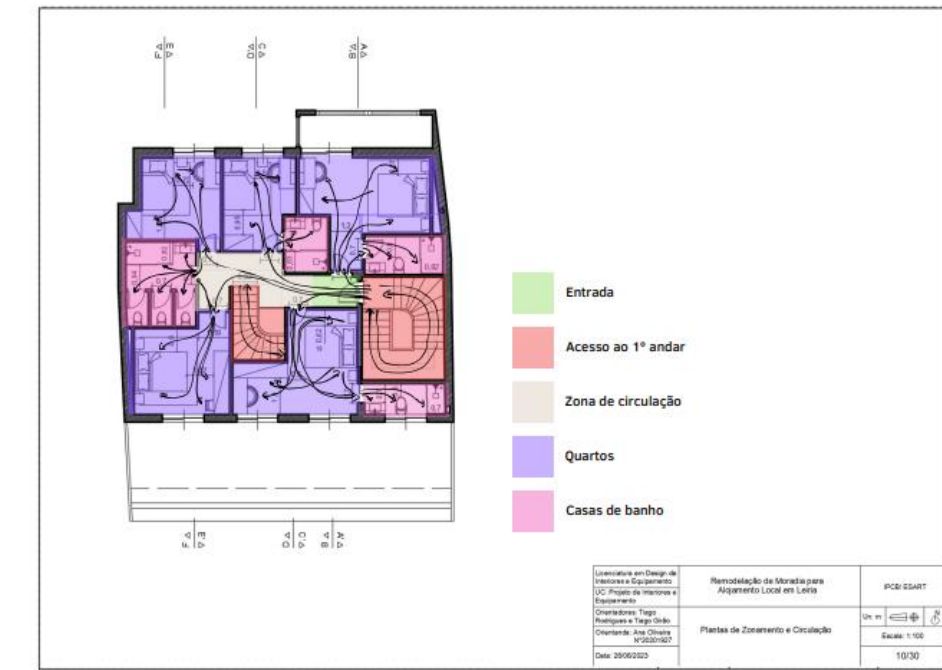 Entrada
Acesso ao 1º andar
Zona de circulação
Quartos
Casas de banho
Licenciatura em Design de
Interiores e Equipamento
UC: Projeto de Interiores e
Equipamento
Orientadores: Tiago
Rodrigues e Tiago Girão
Orientanda: Ana Oliveira
Nº20201927
Data: 26/06/2023
Remodelação de Moradia para
Alojamento Local em Leiria
Plantas de Zonamento e Circulação
IPCB/ ESART
Un: m
Escala: 1:100
10/30